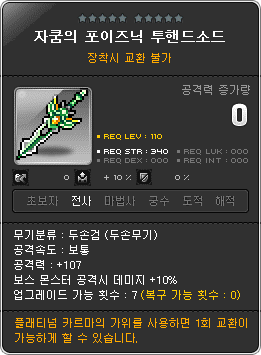 자쿰의 포이즈닉 투핸드소드
장착시 교환 불가
공격력 증가량
0
REQ LEV : 110
REQ STR : 340 REQ LUK : 000
REQ DEX : 000 REQ INT : 000
0 + 10 % 0 %
초보자 전사 마법사 궁수 도적 해적
무기분류 : 두손검 (두손무기)
공격속도 : 보통
공격력 : +107
보스 몬스터 공격시 데미지 +10%
업그레이드 가능 횟수 : 7 (복구 가능 횟수 : 0)
플래티넘 카르마의 가위를 사용하면 1회 교환이
가능하게 할 수 있습니다.